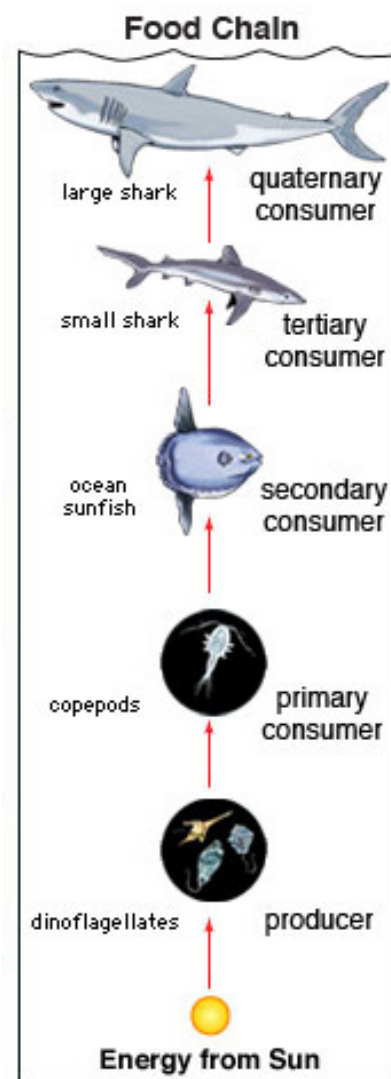 Food Chain
large shark
quaternary
consumer
small shark
tertiary
consumer
ocean
sunfish
secondary
consumer
copepods
primary
consumer
dinoflagellates
producer
Energy from Sun